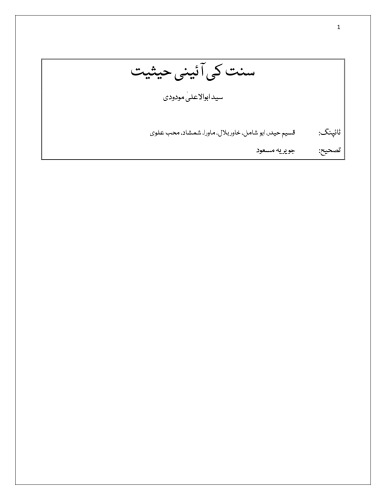 1
سنت کی آئینی حیثیت
سید ابوالاعلیٰ مودودی
ٹائپنگ: قسیم حیدر، ابو شامل، خاور بلال، ماورا، شمشاد، محب علوی
تصحیح: جویریہ مسعود